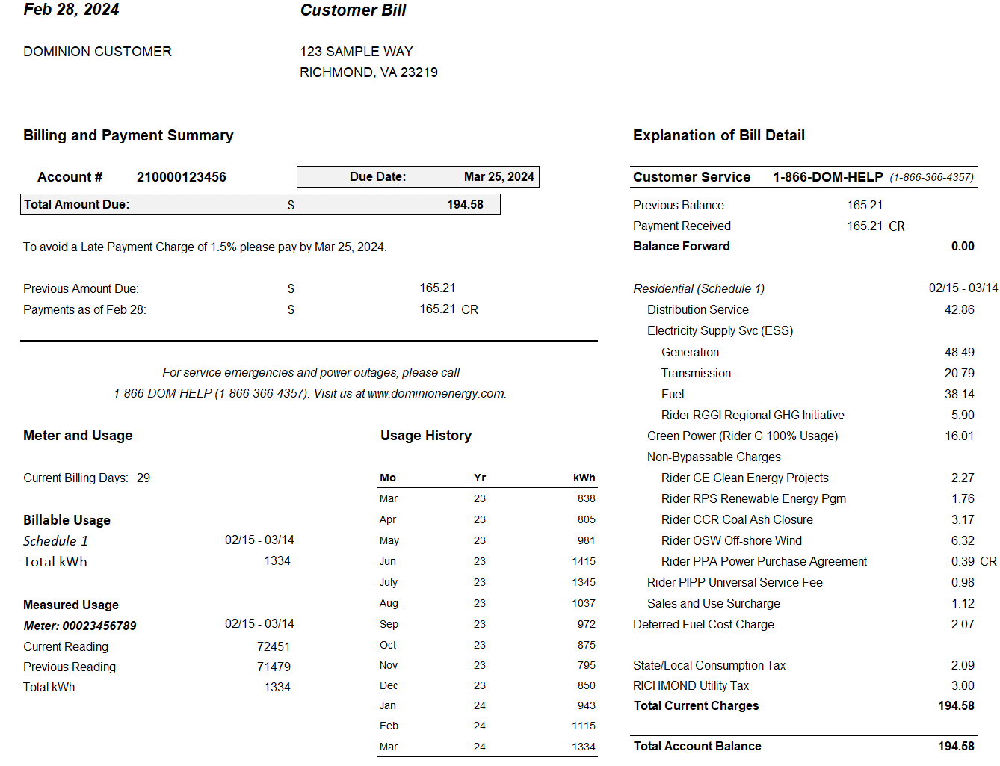 Feb 28, 2024 Customer Bill
DOMINION CUSTOMER 123 SAMPLE WAY
RICHMOND, VA 23219
Billing and Payment Summary
Account # 210000123456 Due Date: Mar 25, 2024
Total Amount Due: $ 194.58
To avoid a Late Payment Charge of 1.5% please pay by Mar 25, 2024.
Previous Amount Due: $ 165.21
Payments as of Feb 28: $ 165.21 CR
For service emergencies and power outages, please call
1-866-DOM-HELP (1-866-366-4357). Visit us at www.dominionenergy.com.
Meter and Usage
Current Billing Days: 29
Billable Usage
Schedule 1 02/15 - 03/14
Total kWh 1334
Measured Usage
Meter: 00023456789 02/15 - 03/14
Current Reading 72451
Previous Reading 71479
Total kWh 1334
Usage History
Mo Yr kWh
Mar 23 838
Apr 23 805
May 23 981
Jun 23 1415
July 23 1345
Aug 23 1037
Sep 23 972
Oct 23 875
Nov 23 795
Dec 23 850
Jan 24 943
Feb 24 1115
Mar 24 1334
Explanation of Bill Detail
Customer Service 1-866-DOM-HELP (1-866-366-4357)
Previous Balance 165.21
Payment Received 165.21 CR
Balance Forward 0.00
Residential (Schedule 1) 02/15 - 03/14
Distribution Service 42.86
Electricity Supply Svc (ESS)
Generation 48.49
Transmission 20.79
Fuel 38.14
Rider RGGI Regional GHG Initiative 5.90
Green Power (Rider G 100% Usage) 16.01
Non-Bypassable Charges
Rider CE Clean Energy Projects 2.27
Rider RPS Renewable Energy Pgm 1.76
Rider CCR Coal Ash Closure 3.17
Rider OSW Off-shore Wind 6.32
Rider PPA Power Purchase Agreement -0.39 CR
Rider PIPP Universal Service Fee 0.98
Sales and Use Surcharge 1.12
Deferred Fuel Cost Charge 2.07
State/Local Consumption Tax 2.09
RICHMOND Utility Tax 3.00
Total Current Charges 194.58
Total Account Balance 194.58